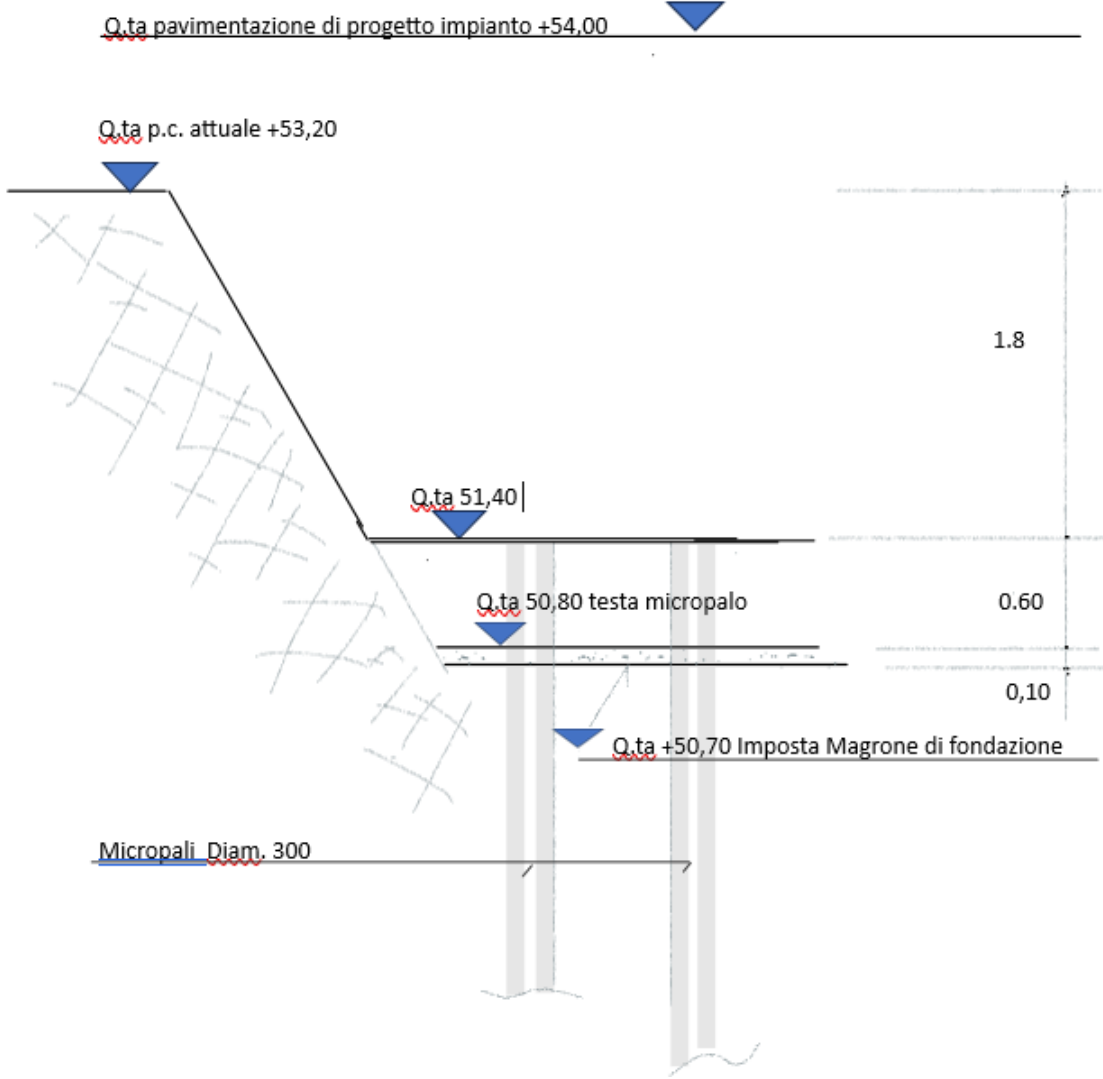 Q.ta pavimentazione di progetto impianto +54,00
Q.ta p.c. attuale +53,20
1.8
Q.ta 51,40
Q.ta 50,80 testa micropalo
0.60
0,10
Q.ta +50,70 Imposta Magrone di fondazione
Micropali Diam. 300